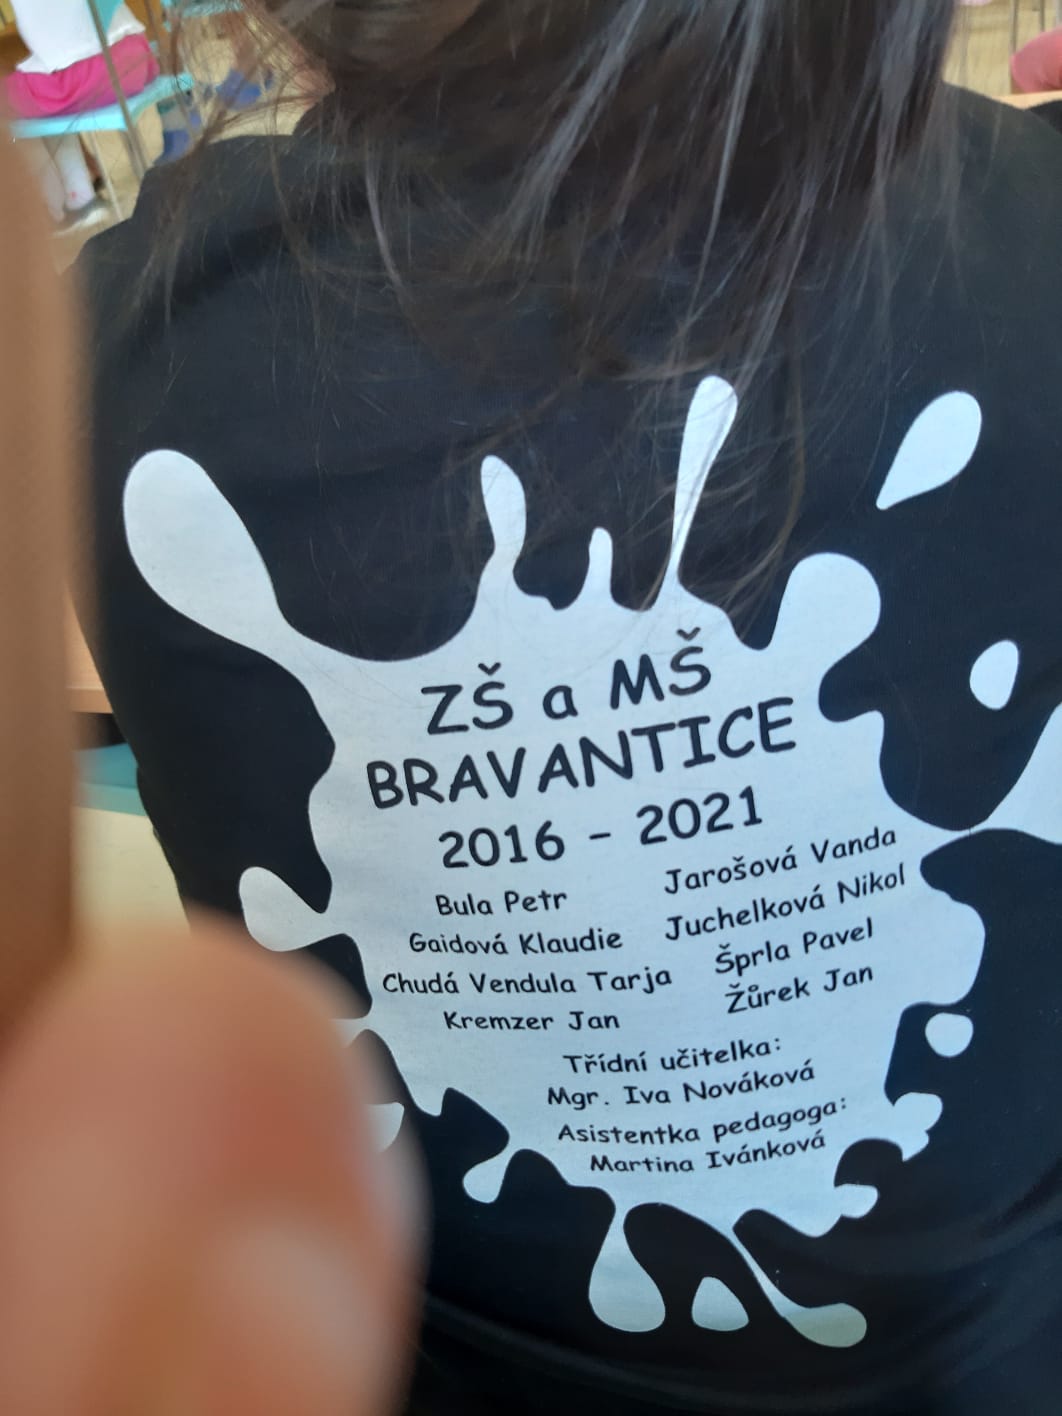 ZŠ a MŠ
BRAVANTICE
2016 - 2021
Bula Petr
Gaidová Klaudie
Chudá Vendula Tarja
Kremzer Jan
Jarošová Vanda
Juchelková Nikol
Šprla Pavel
Žůrek Jan
Třídní učitelka:
Mgr. Iva Nováková
Asistentka pedagoga:
Martina Ivánková